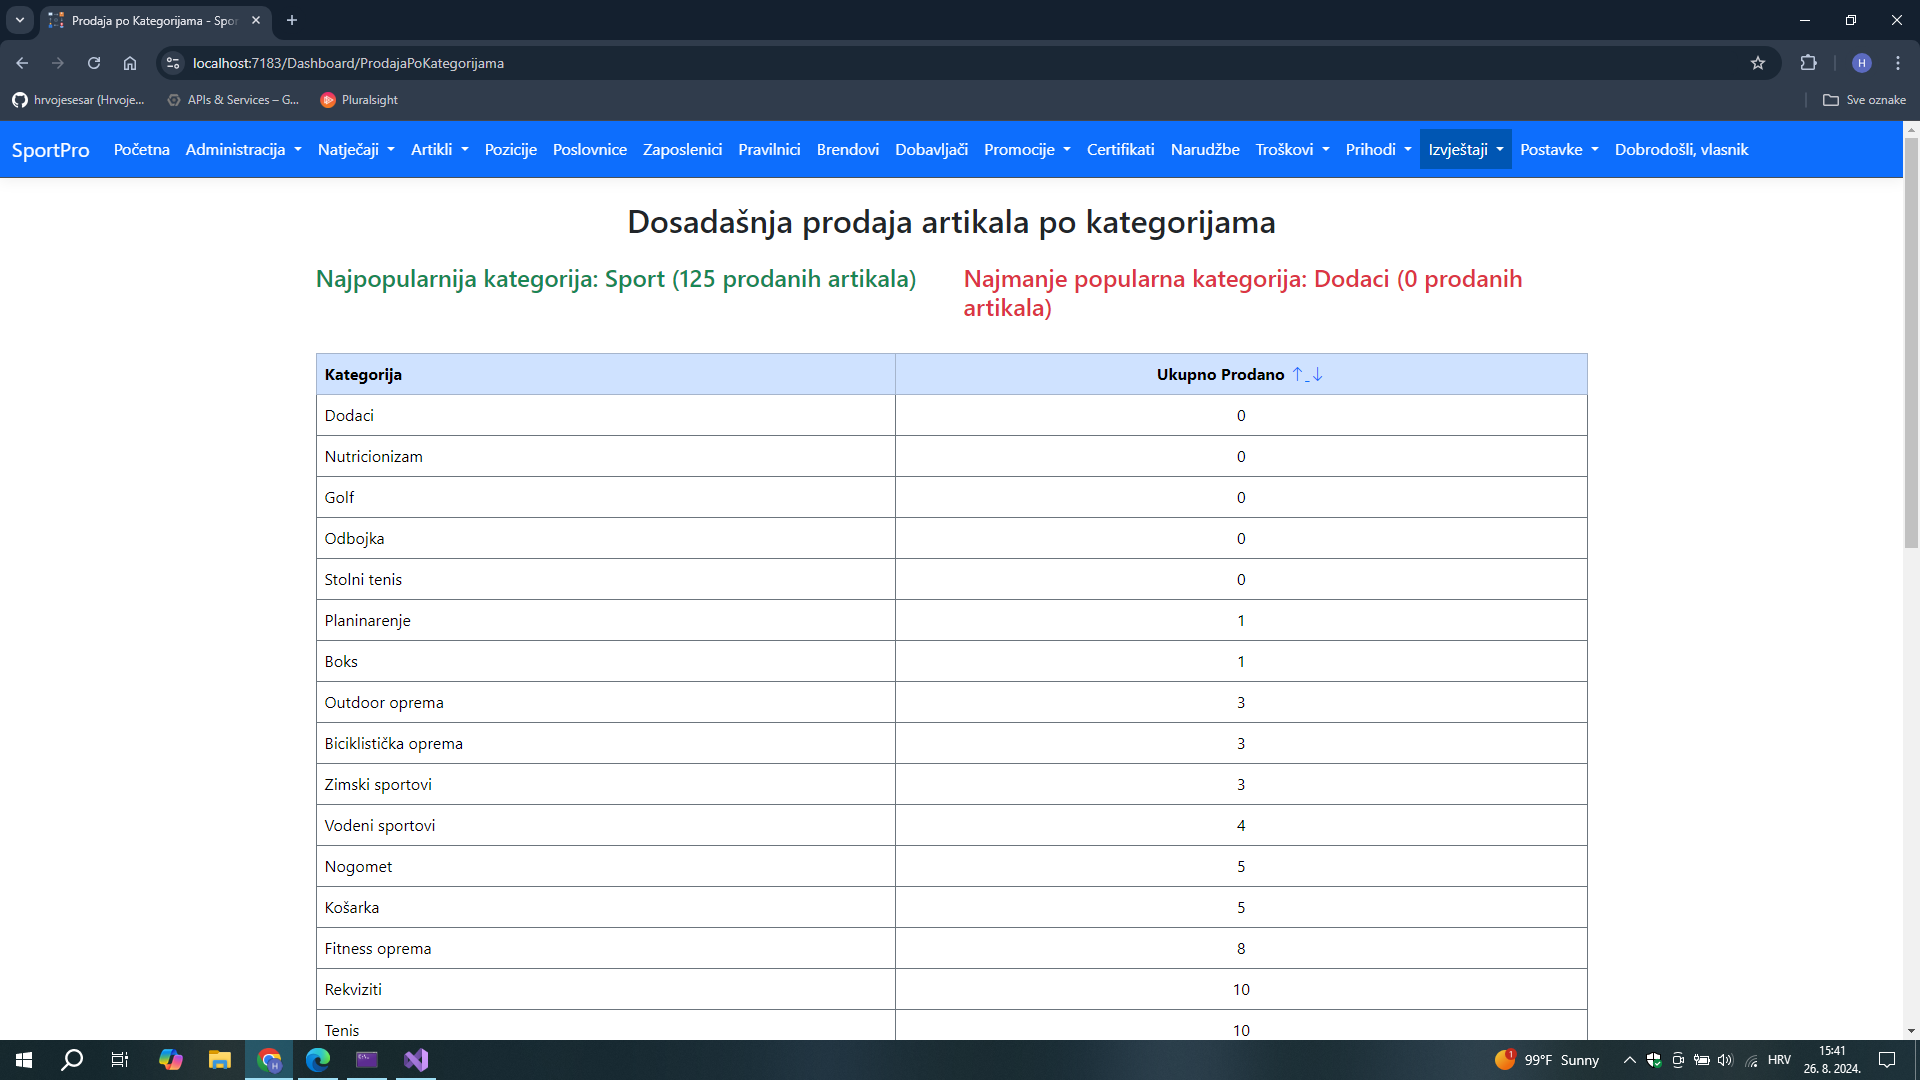 Prodaja po Kategorijama - Spor
localhost:7183/Dashboard/ProdajaPoKategorijama
H
hrvojesesar (Hrvoje...
APIs & Services – G...
Pluralsight
Sve oznake
SportPro Početna Administracija Natječaji Artikli Pozicije Poslovnice Zaposlenici Pravilnici Brendovi Dobavljači Promocije Certifikati Narudžbe Troškovi Prihodi Izvještaji Postavke Dobrodošli, vlasnik
Dosadašnja prodaja artikala po kategorijama
Najpopularnija kategorija: Sport (125 prodanih artikala)
Najmanje popularna kategorija: Dodaci (0 prodanih
artikala)
Kategorija Ukupno Prodano ↑ ↓
Dodaci 0
Nutricionizam 0
Golf 0
Odbojka 0
Stolni tenis 0
Planinarenje 1
Boks 1
Outdoor oprema 3
Biciklistička oprema 3
Zimski sportovi 3
Vodeni sportovi 4
Nogomet 5
Košarka 5
Fitness oprema 8
Rekviziti 10
Tenis 10
1
99°F Sunny
HRV
15:41
26. 8. 2024.